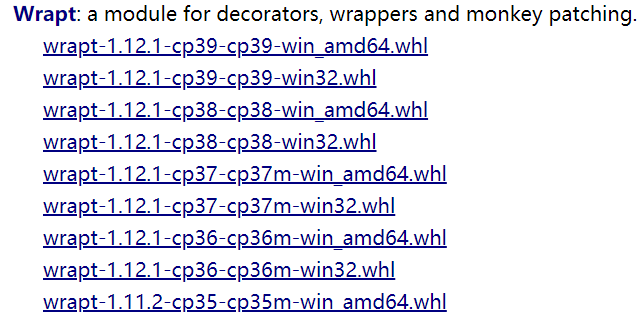 Wrapt: a module for decorators, wrappers and monkey patching.
wrapt-1.12.1-cp39-cp39-win_amd64.whl
wrapt-1.12.1-cp39-cp39-win32.whl
wrapt-1.12.1-cp38-cp38-win_amd64.whl
wrapt-1.12.1-cp38-cp38-win32.whl
wrapt-1.12.1-cp37-cp37m-win_amd64.whl
wrapt-1.12.1-cp37-cp37m-win32.whl
wrapt-1.12.1-cp36-cp36m-win_amd64.whl
wrapt-1.12.1-cp36-cp36m-win32.whl
wrapt-1.11.2-cp35-cp35m-win_amd64.whl